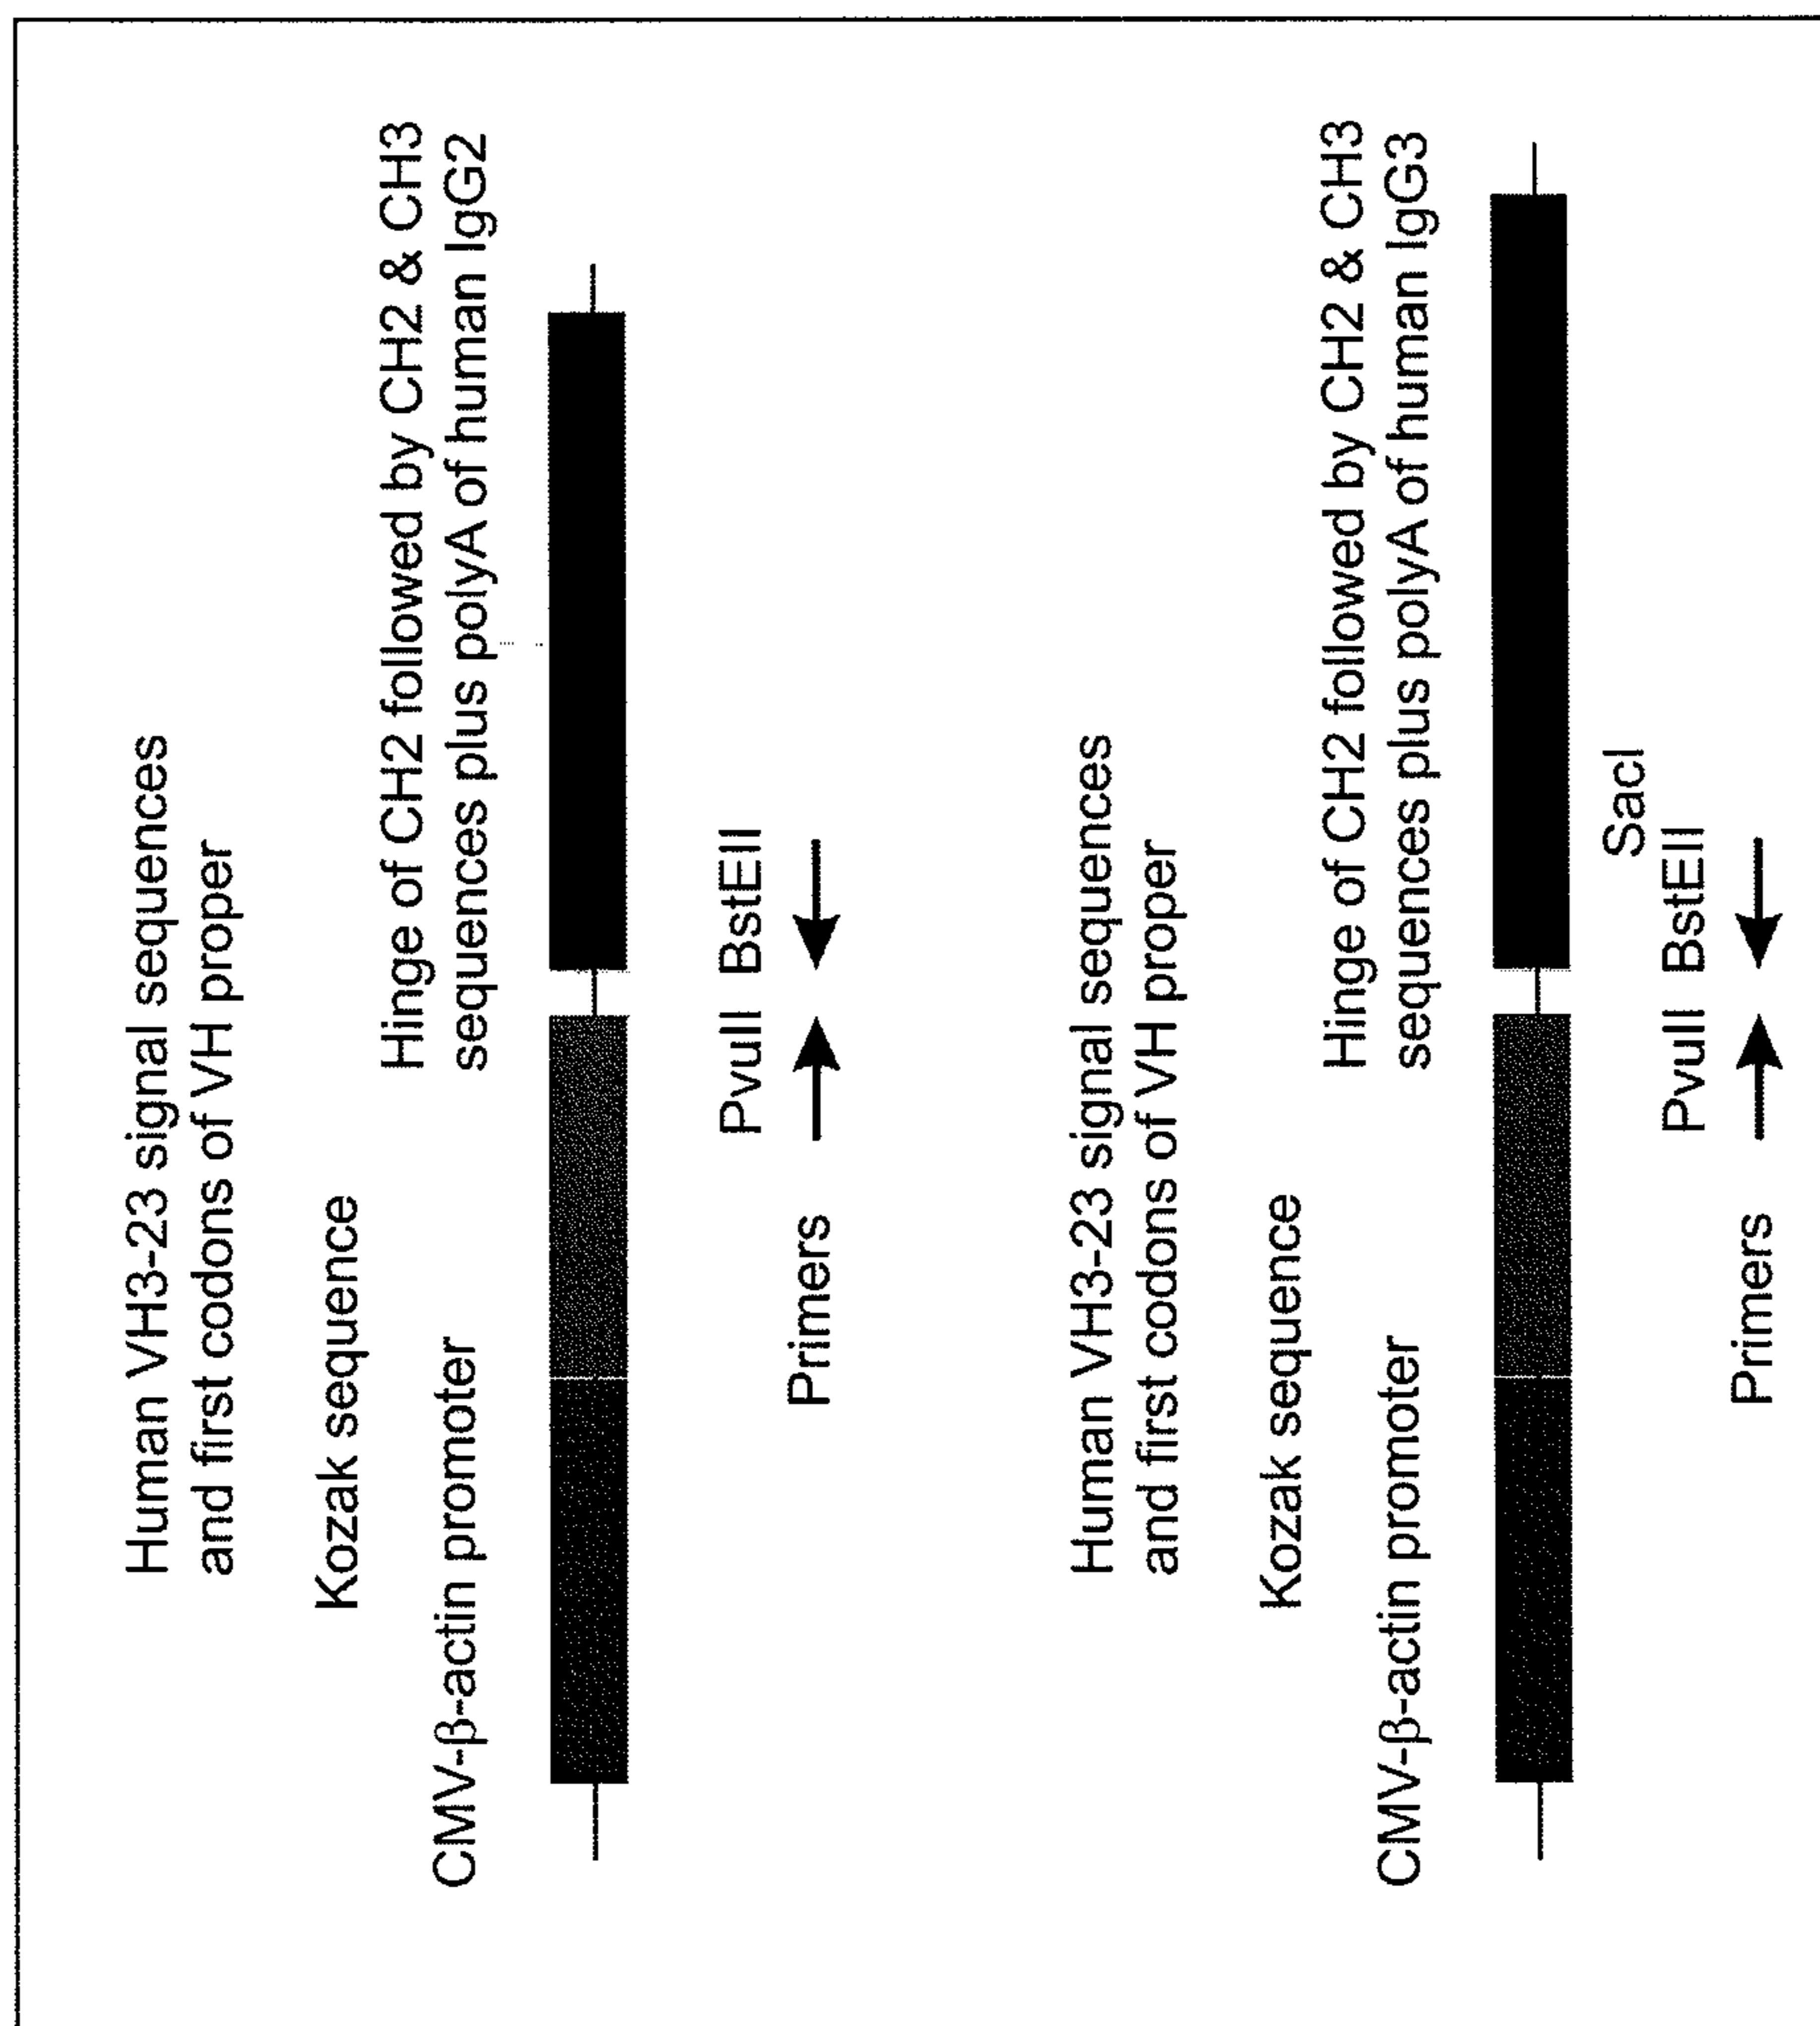 Human VH3-23 signal sequences
and first codons of VH proper
Kozak sequence
CMV-β-actin promoter
Hinge of CH2 followed by CH2 & CH3
sequences plus polyA of human IgG2
PvuII BstEII
Primers
Human VH3-23 signal sequences
and first codons of VH proper
Kozak sequence
CMV-β-actin promoter
Hinge of CH2 followed by CH2 & CH3
sequences plus polyA of human IgG3
SacI
PvuII BstEII
Primers